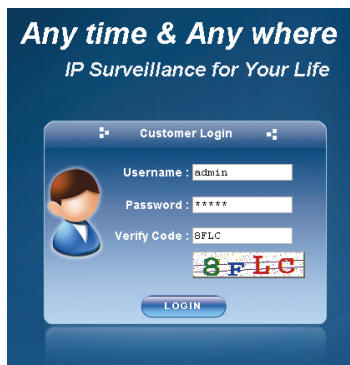 Any time & Any where
IP Surveillance for Your Life
Customer Login
Username : admin
Password : *****
Verify Code : 8FLC
8FLC
LOGIN